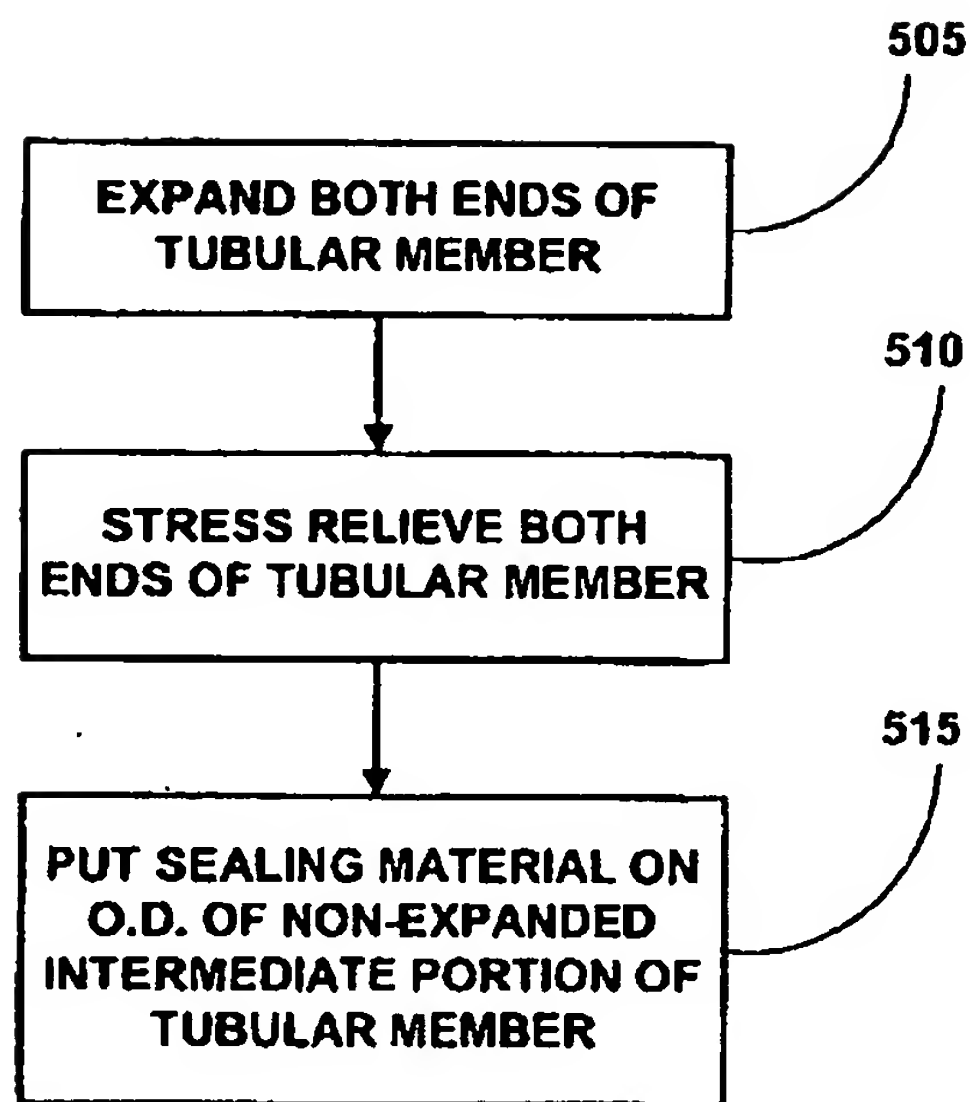 505
EXPAND BOTH ENDS OF
TUBULAR MEMBER
510
STRESS RELIEVE BOTH
ENDS OF TUBULAR MEMBER
515
PUT SEALING MATERIAL ON
O.D. OF NON-EXPANDED
INTERMEDIATE PORTION OF
TUBULAR MEMBER